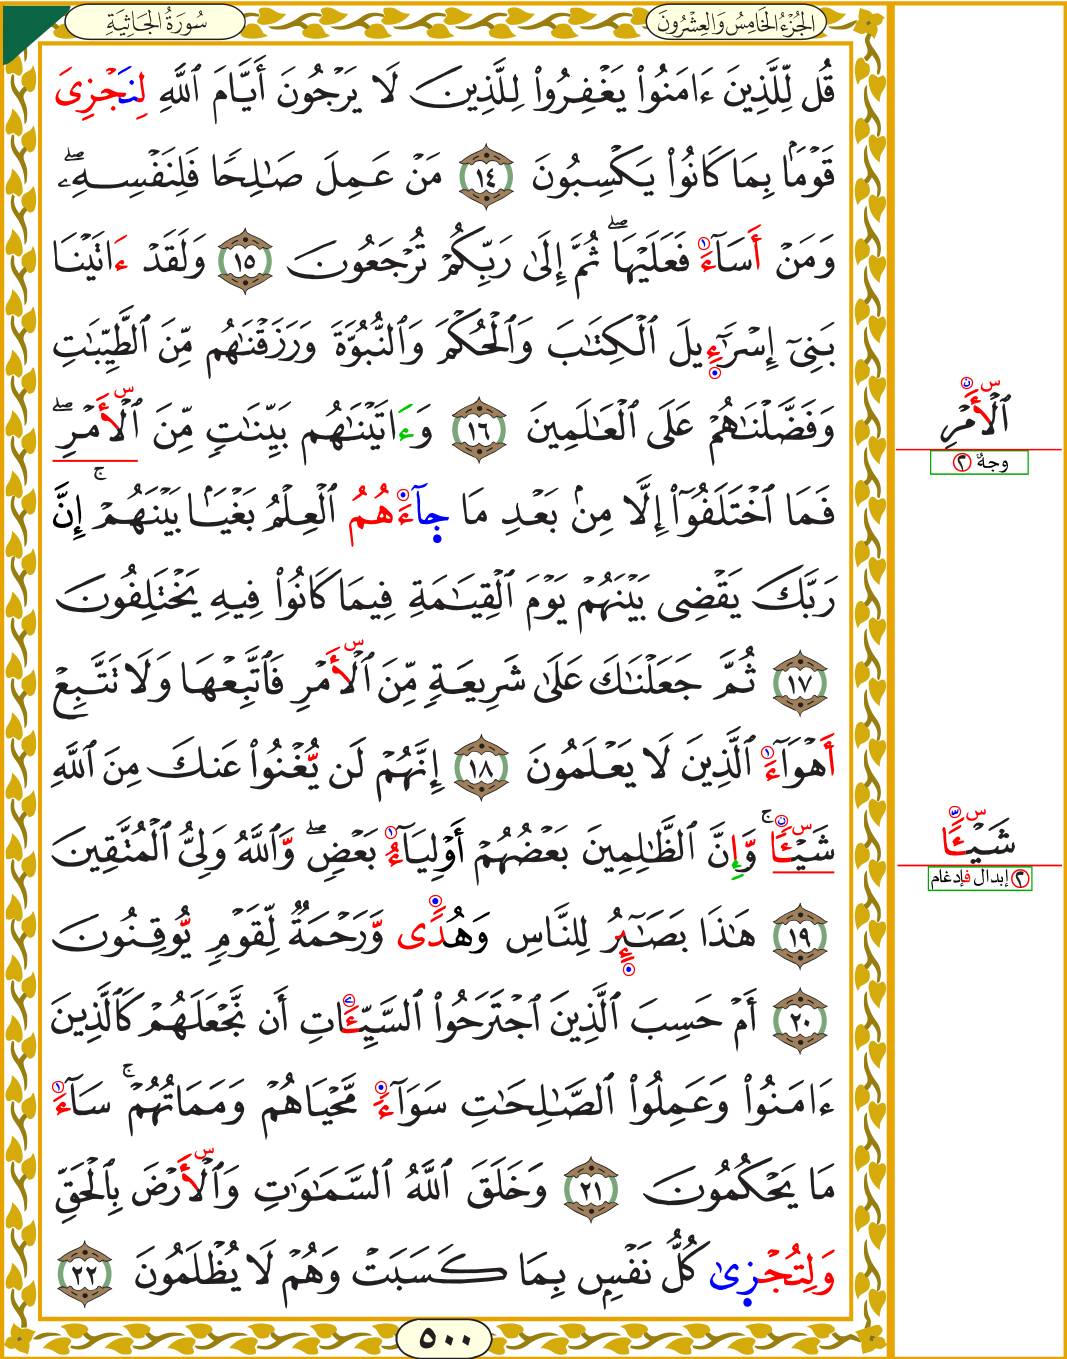 سُورَةُ الجَاثِيَةِ
الجُزْءُ الخَامِسُ وَالعِشْرُونَ
قُل لِّلَّذِينَ ءَامَنُوا۟ يَغْفِرُوا۟ لِلَّذِينَ لَا يَرْجُونَ أَيَّامَ ٱللَّهِ لِنَجْزِىَ
قَوْمَۢا بِمَا كَانُوا۟ يَكْسِبُونَ ١٤ مَنْ عَمِلَ صَـٰلِحًا فَلِنَفْسِهِۦۖ
وَمَنْ أَسَآءَ فَعَلَيْهَاۖ ثُمَّ إِلَىٰ رَبِّكُمْ تُرْجَعُونَ ١٥ وَلَقَدْ ءَاتَيْنَا
بَنِىٓ إِسْرَٰٓءِيلَ ٱلْكِتَـٰبَ وَٱلْحُكْمَ وَٱلنُّبُوَّةَ وَرَزَقْنَـٰهُم مِّنَ ٱلطَّيِّبَـٰتِ
وَفَضَّلْنَـٰهُمْ عَلَى ٱلْعَـٰلَمِينَ ١٦ وَءَاتَيْنَـٰهُم بَيِّنَـٰتٍ مِّنَ ٱلْأَمْرِۖ
فَمَا ٱخْتَلَفُوٓا۟ إِلَّا مِنۢ بَعْدِ مَا جَآءَهُمُ ٱلْعِلْمُ بَغْيَۢا بَيْنَهُمْۚ إِنَّ
رَبَّكَ يَقْضِى بَيْنَهُمْ يَوْمَ ٱلْقِيَـٰمَةِ فِيمَا كَانُوا۟ فِيهِ يَخْتَلِفُونَ
١٧ ثُمَّ جَعَلْنَـٰكَ عَلَىٰ شَرِيعَةٍ مِّنَ ٱلْأَمْرِ فَٱتَّبِعْهَا وَلَا تَتَّبِعْ
أَهْوَآءَ ٱلَّذِينَ لَا يَعْلَمُونَ ١٨ إِنَّهُمْ لَن يُّغْنُوا۟ عَنكَ مِنَ ٱللَّهِ
شَيْـًٔاۚ وَّإِنَّ ٱلظَّـٰلِمِينَ بَعْضُهُمْ أَوْلِيَآءُ بَعْضٍۖ وَّٱللَّهُ وَلِىُّ ٱلْمُتَّقِينَ
١٩ هَـٰذَا بَصَـٰٓئِرُ لِلنَّاسِ وَهُدًى وَّرَحْمَةٌ لِّقَوْمٍ يُّوقِنُونَ
٢٠ أَمْ حَسِبَ ٱلَّذِينَ ٱجْتَرَحُوا۟ ٱلسَّيِّـَٔاتِ أَن نَّجْعَلَهُمْ كَٱلَّذِينَ
ءَامَنُوا۟ وَعَمِلُوا۟ ٱلصَّـٰلِحَـٰتِ سَوَآءً مَّحْيَاهُمْ وَمَمَاتُهُمْۚ سَآءَ
مَا يَحْكُمُونَ ٢١ وَخَلَقَ ٱللَّهُ ٱلسَّمَـٰوَٰتِ وَٱلْأَرْضَ بِٱلْحَقِّ
وَلِتُجْزَىٰ كُلُّ نَفْسٍۭ بِمَا كَسَبَتْ وَهُمْ لَا يُظْلَمُونَ ٢٢
٥٠٠
ٱلْأَمْرِ
وجهٌ ٢
شَيْـًٔا
٢ إبدال فإدغام